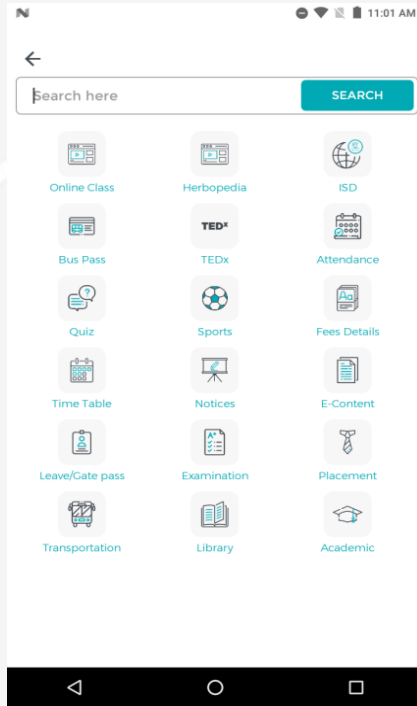 11:01 AM
Search here
SEARCH
Online Class
Herbopedia
ISD
TEDx
Bus Pass
TEDx
Attendance
Quiz
Sports
Aa
Fees Details
Time Table
Notices
E-Content
A+
Leave/Gate pass
Examination
Placement
Transportation
Library
Academic